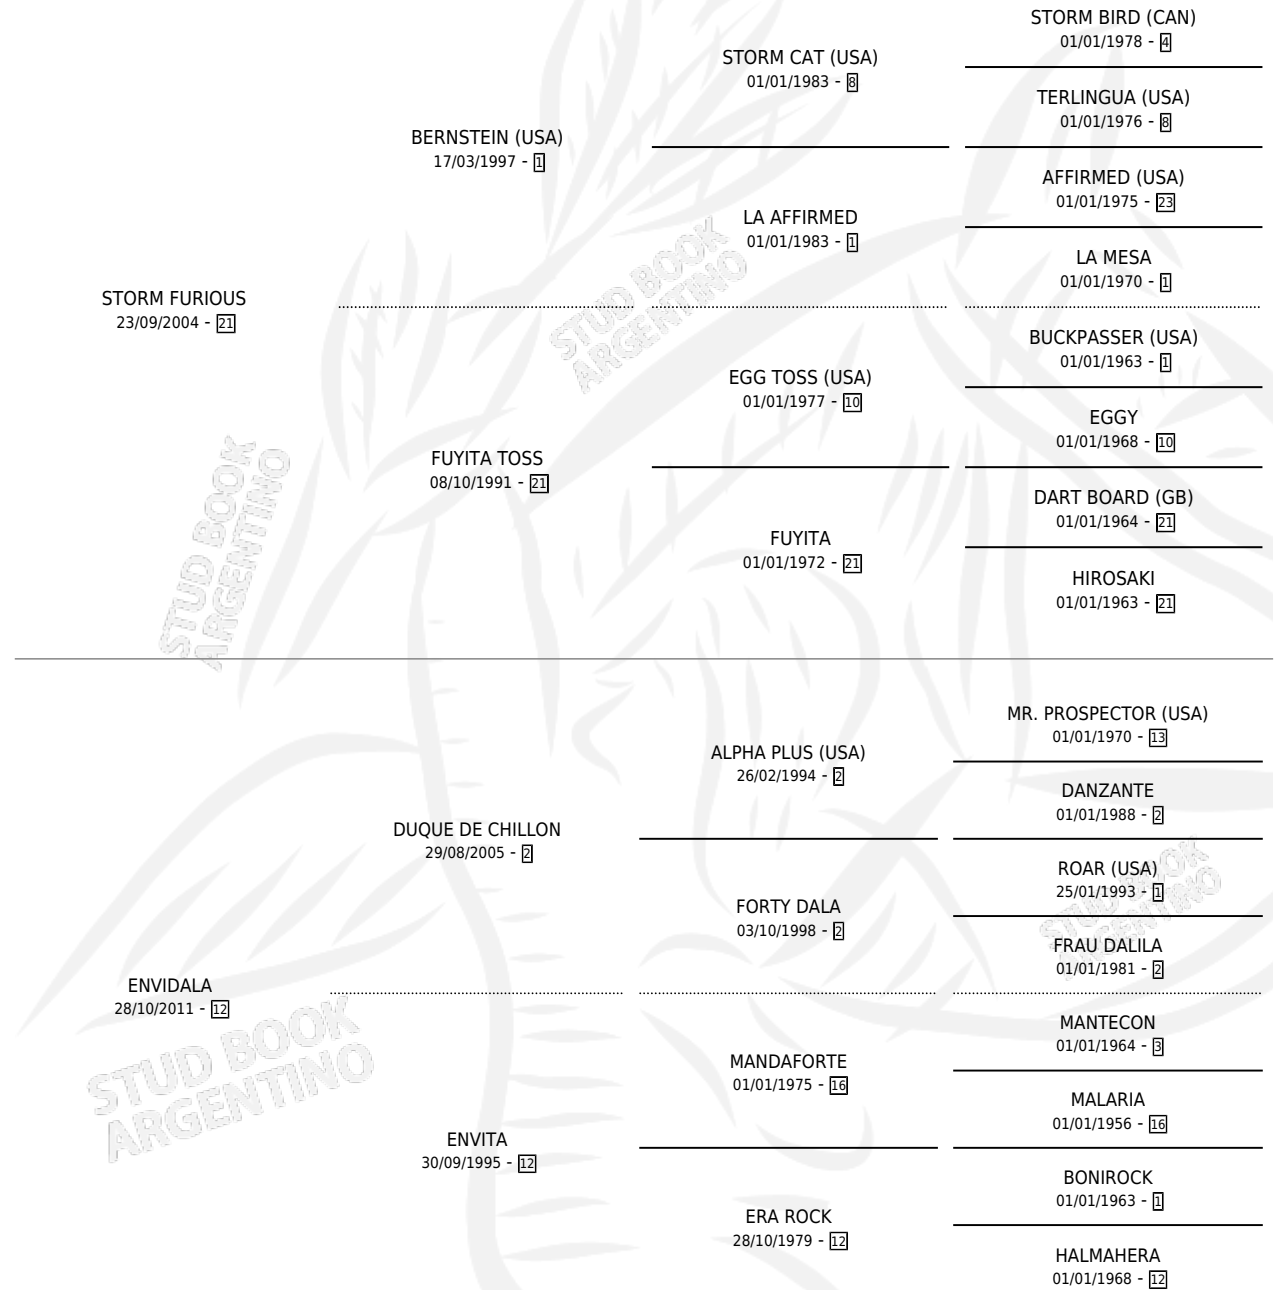 STORM BIRD (CAN)
01/01/1978 - 4
STORM CAT (USA)
01/01/1983 - 8
TERLINGUA (USA)
01/01/1976 - 8
BERNSTEIN (USA)
17/03/1997 - 1
AFFIRMED (USA)
01/01/1975 - 23
LA AFFIRMED
01/01/1983 - 1
LA MESA
01/01/1970 - 1
STORM FURIOUS
23/09/2004 - 21
BUCKPASSER (USA)
01/01/1963 - 1
EGG TOSS (USA)
01/01/1977 - 10
EGGY
01/01/1968 - 10
FUYITA TOSS
08/10/1991 - 21
DART BOARD (GB)
01/01/1964 - 21
FUYITA
01/01/1972 - 21
HIROSAKI
01/01/1963 - 21
MR. PROSPECTOR (USA)
01/01/1970 - 13
ALPHA PLUS (USA)
26/02/1994 - 2
DANZANTE
01/01/1988 - 2
DUQUE DE CHILLON
29/08/2005 - 2
ROAR (USA)
25/01/1993 - 1
FORTY DALA
03/10/1998 - 2
FRAU DALILA
01/01/1981 - 2
ENVIDALA
28/10/2011 - 12
MANTECON
01/01/1964 - 3
MANDAFORTE
01/01/1975 - 16
MALARIA
01/01/1956 - 16
ENVITA
30/09/1995 - 12
BONIROCK
01/01/1963 - 1
ERA ROCK
28/10/1979 - 12
HALMAHERA
01/01/1968 - 12
STUD BOOK
ARGENTINO
STUD BOOK
ARGENTINO
STUD BOOK
ARGENTINO
STUD BOOK
ARGENTINO